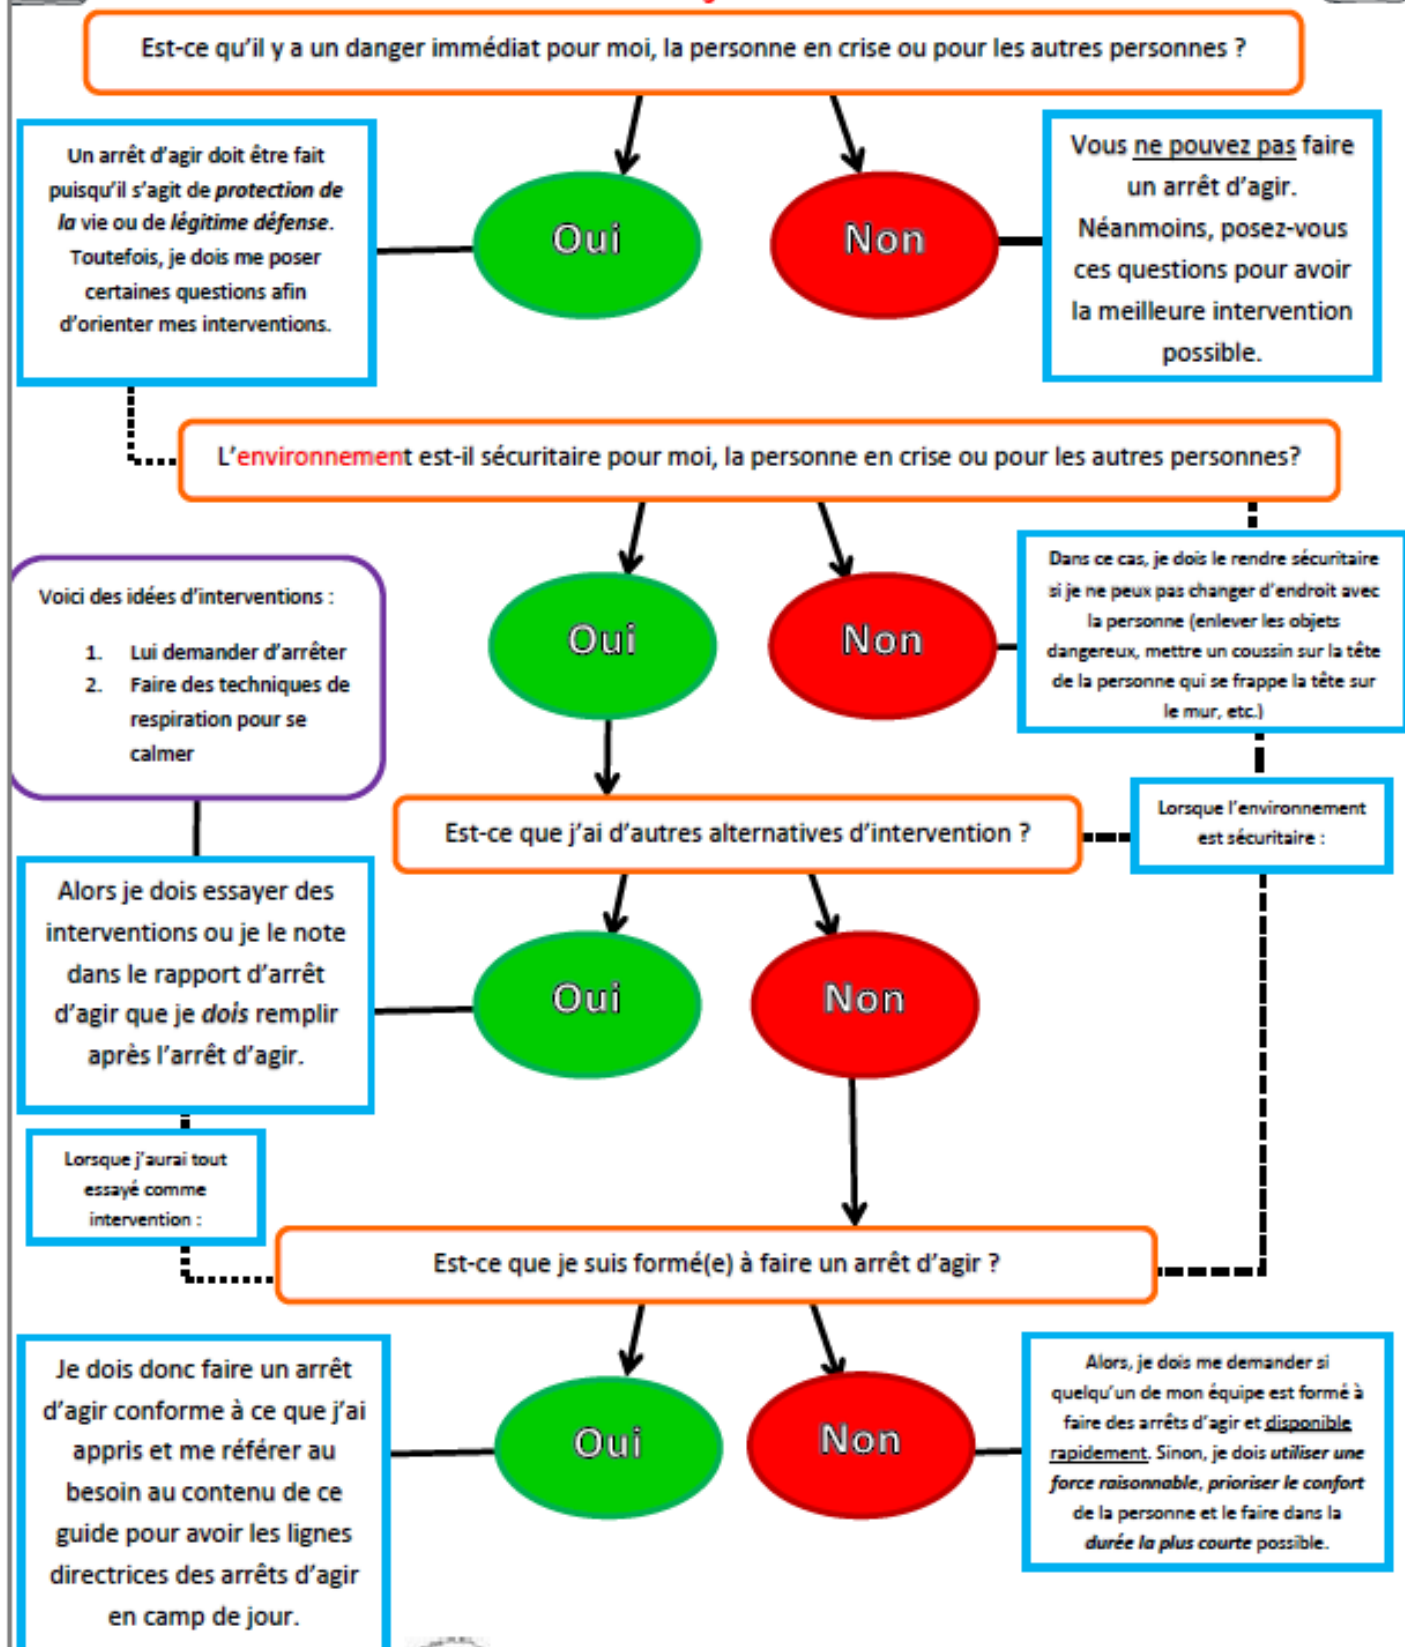 Est-ce qu'il y a un danger immédiat pour moi, la personne en crise ou pour les autres personnes ?
Un arrêt d'agir doit être fait
puisqu'il s'agit de protection de
la vie ou de légitime défense.
Toutefois, je dois me poser
certaines questions afin
d'orienter mes interventions.
Oui
Non
Vous ne pouvez pas faire
un arrêt d'agir.
Néanmoins, posez-vous
ces questions pour avoir
la meilleure intervention
possible.
L'environnement est-il sécuritaire pour moi, la personne en crise ou pour les autres personnes?
Voici des idées d'interventions :
1. Lui demander d'arrêter
2. Faire des techniques de
respiration pour se
calmer
Oui
Non
Dans ce cas, je dois le rendre sécuritaire
si je ne peux pas changer d'endroit avec
la personne (enlever les objets
dangereux, mettre un coussin sur la tête
de la personne qui se frappe la tête sur
le mur, etc.)
Est-ce que j'ai d'autres alternatives d'intervention ?
Lorsque l'environnement
est sécuritaire :
Alors je dois essayer des
interventions ou je le note
dans le rapport d'arrêt
d'agir que je dois remplir
après l'arrêt d'agir.
Oui
Non
Lorsque j'aurai tout
essayé comme
intervention :
Est-ce que je suis formé(e) à faire un arrêt d'agir ?
Je dois donc faire un arrêt
d'agir conforme à ce que j'ai
appris et me référer au
besoin au contenu de ce
guide pour avoir les lignes
directrices des arrêts d'agir
en camp de jour.
Oui
Non
Alors, je dois me demander si
quelqu'un de mon équipe est formé à
faire des arrêts d'agir et disponible
rapidement. Sinon, je dois utiliser une
force raisonnable, prioriser le confort
de la personne et le faire dans la
durée la plus courte possible.